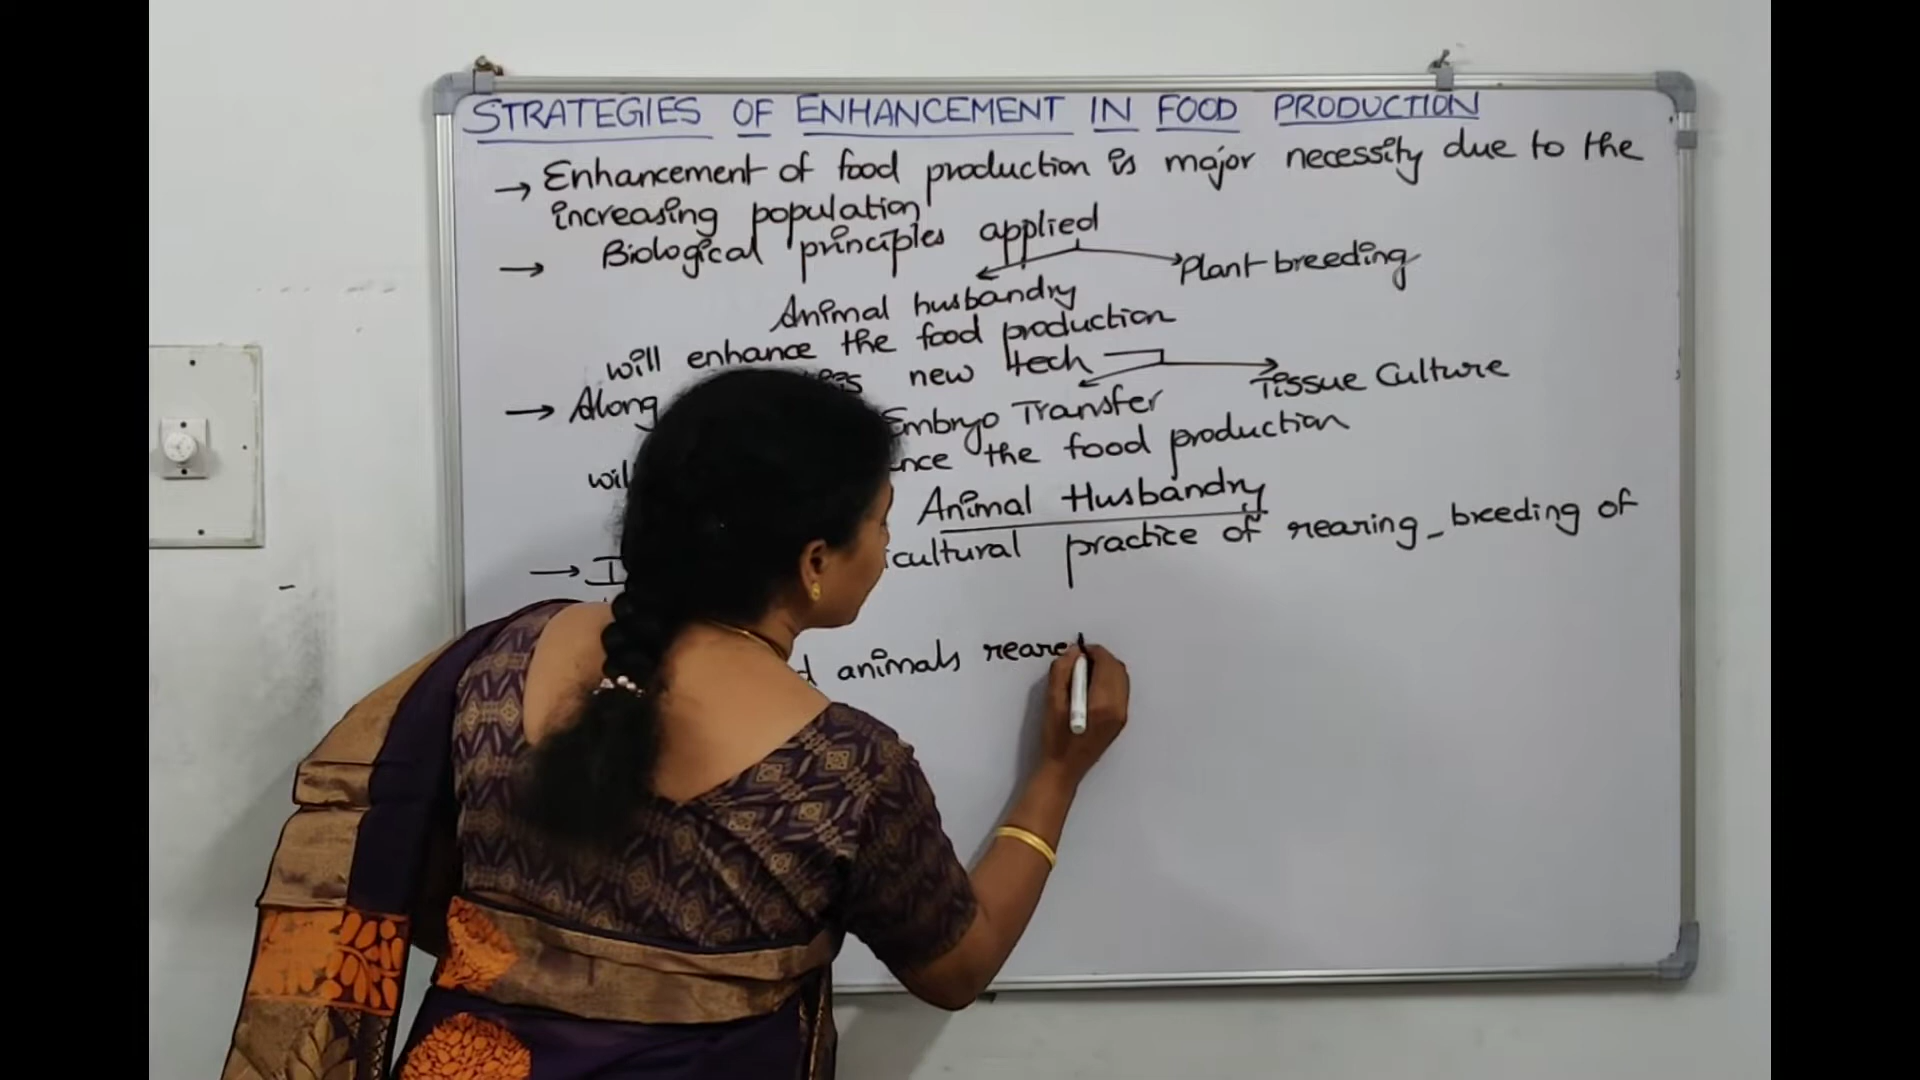 STRATEGIES OF ENHANCEMENT IN FOOD PRODUCTION
→ Enhancement of food production is major necessity due to the
increasing population
→ Biological principles applied
Plant breeding
Animal husbandry
will enhance the food production
→ Along new tech
Tissue Culture
Embryo Transfer
the food production
Animal Husbandry
→ practice of rearing - breeding of
animals